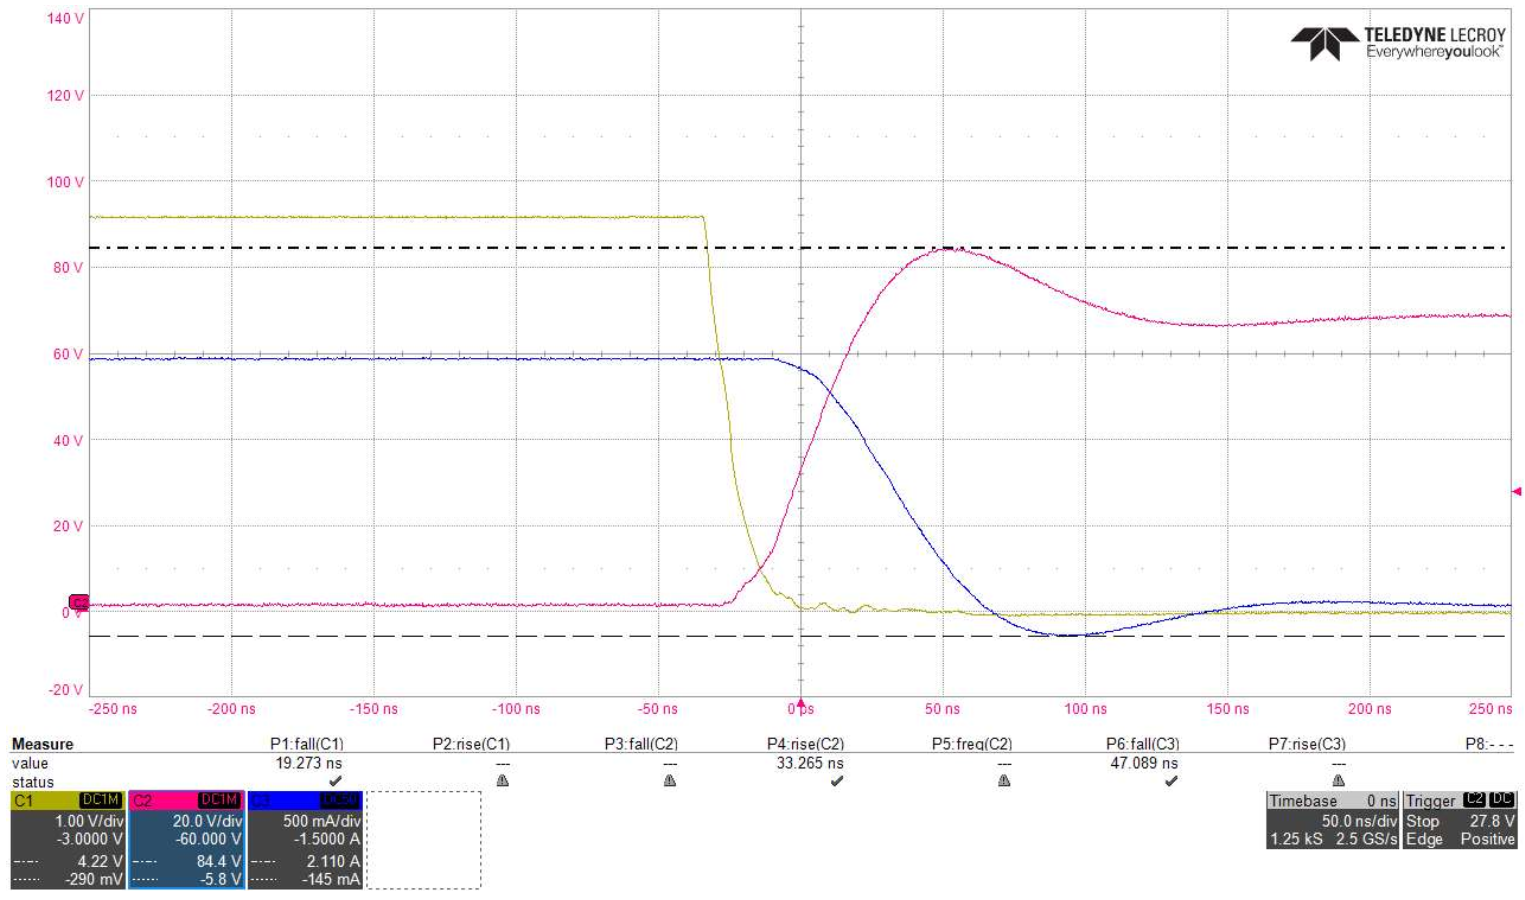 140 V
TELEDYNE LECROY
Everywhereyoulook™
120 V
100 V
80 V
60 V
40 V
20 V
C2
0 V
-20 V
-250 ns -200 ns -150 ns -100 ns -50 ns 0 ps 50 ns 100 ns 150 ns 200 ns 250 ns
Measure P1:fall(C1) P2:rise(C1) P3:fall(C2) P4:rise(C2) P5:freq(C2) P6:fall(C3) P7:rise(C3) P8:- - -
value 19.273 ns --- --- 33.265 ns --- 47.089 ns ---
status
C1 DC1M C2 DC1M C3 DC50 Timebase 0 ns Trigger C2 DC
1.00 V/div 20.0 V/div 500 mA/div 50.0 ns/div Stop 27.8 V
-3.0000 V -60.000 V -1.5000 A 1.25 kS 2.5 GS/s Edge Positive
4.22 V 84.4 V 2.110 A
-290 mV -5.8 V -145 mA